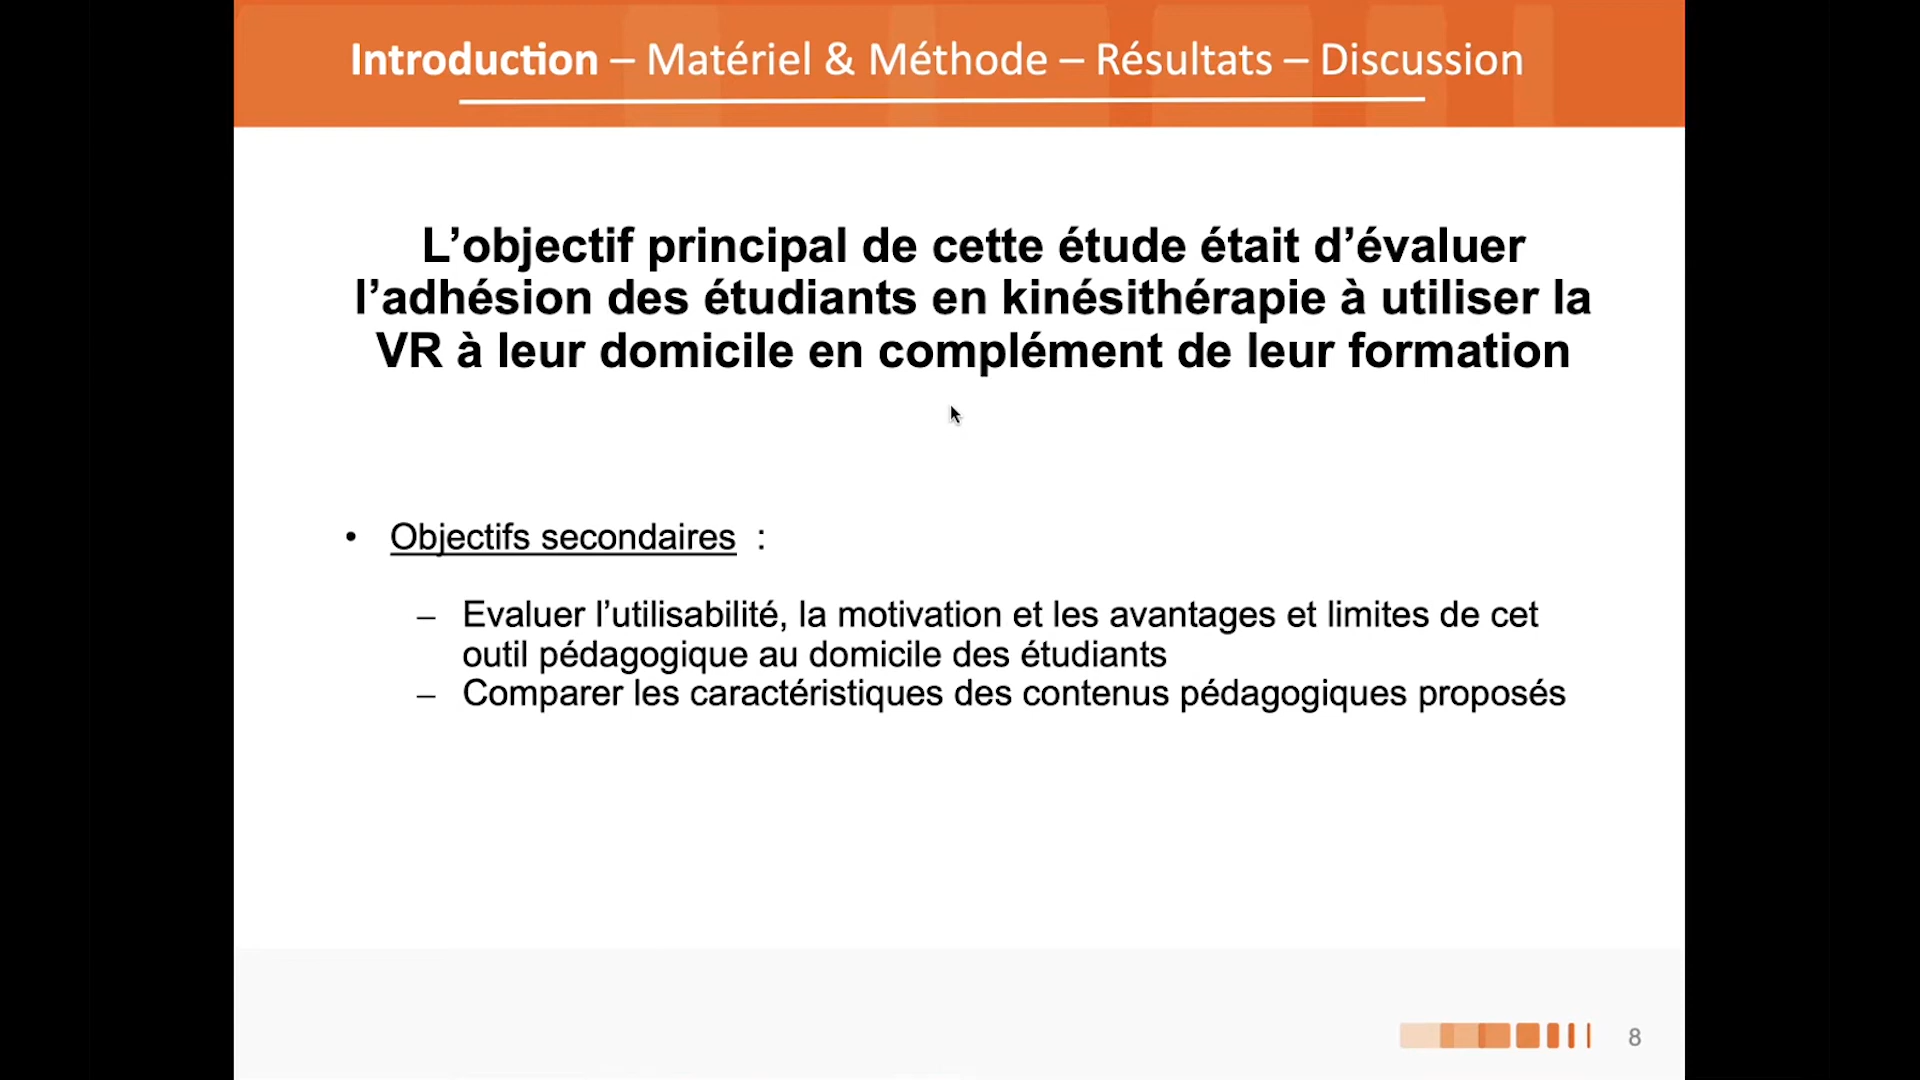 Introduction – Matériel & Méthode – Résultats – Discussion
L’objectif principal de cette étude était d’évaluer
l’adhésion des étudiants en kinésithérapie à utiliser la
VR à leur domicile en complément de leur formation
• Objectifs secondaires :
– Evaluer l’utilisabilité, la motivation et les avantages et limites de cet
outil pédagogique au domicile des étudiants
– Comparer les caractéristiques des contenus pédagogiques proposés
8